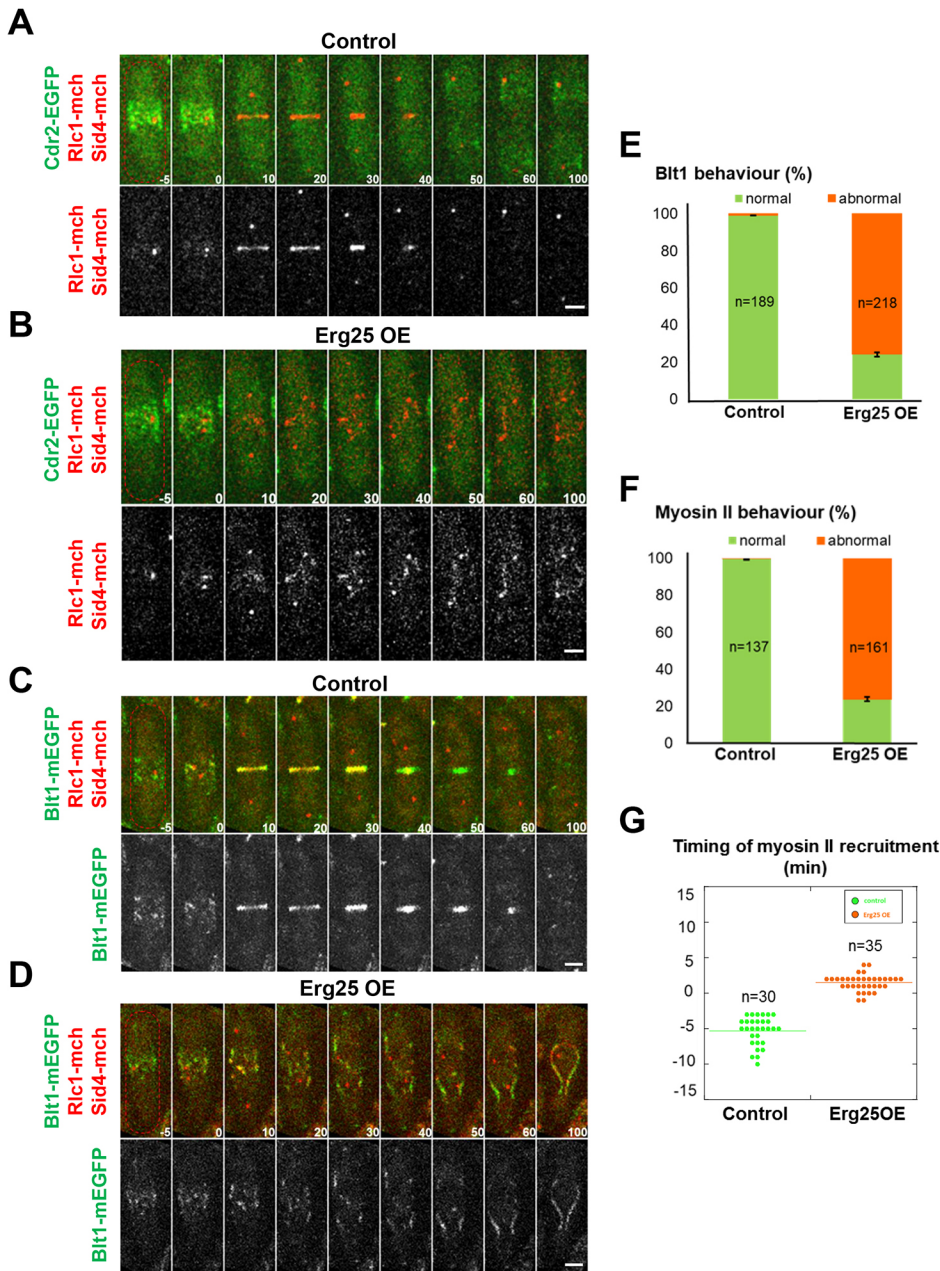 A
Control
Cdr2-EGFP
Rlc1-mch
Sid4-mch
-5 0 10 20 30 40 50 60 100
Rlc1-mch
Sid4-mch
B
Erg25 OE
Cdr2-EGFP
Rlc1-mch
Sid4-mch
-5 0 10 20 30 40 50 60 100
Rlc1-mch
Sid4-mch
C
Control
Blt1-mEGFP
Rlc1-mch
Sid4-mch
-5 0 10 20 30 40 50 60 100
Blt1-mEGFP
D
Erg25 OE
Blt1-mEGFP
Rlc1-mch
Sid4-mch
-5 0 10 20 30 40 50 60 100
Blt1-mEGFP
E
Blt1 behaviour (%)
normal abnormal
100
80
60
40
20
0
n=189
n=218
Control
Erg25 OE
F
Myosin II behaviour (%)
normal abnormal
100
80
60
40
20
0
n=137
n=161
Control
Erg25 OE
G
Timing of myosin II recruitment
(min)
15
10
5
0
-5
-10
-15
control
Erg25 OE
n=30
n=35
Control
Erg25OE